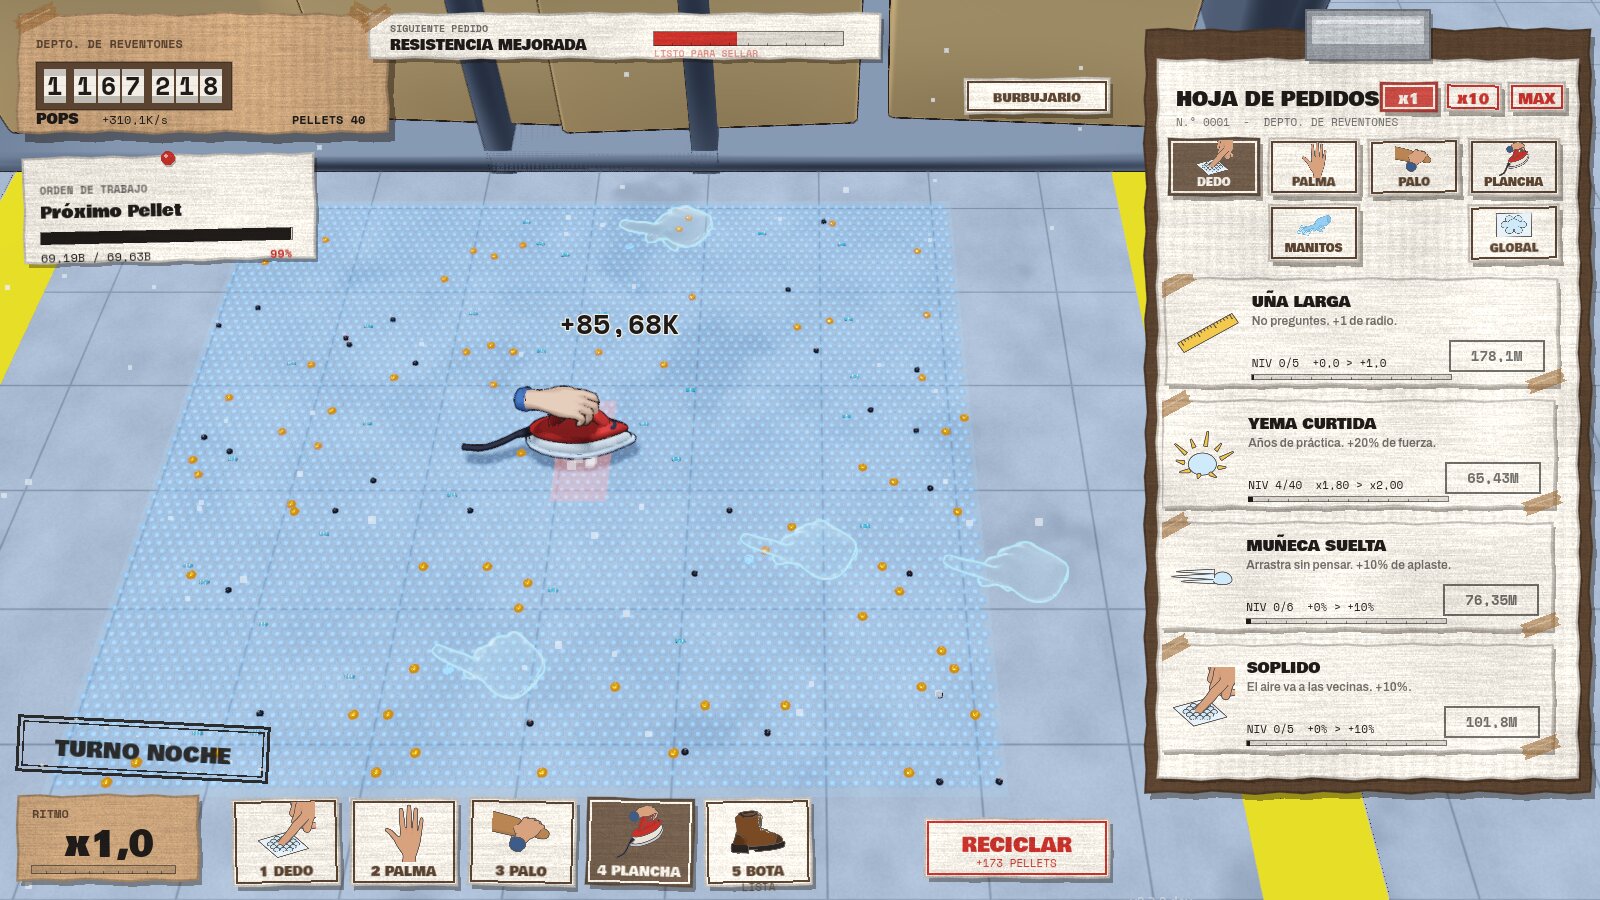 DEPTO. DE REVENTONES
1 167 218
POPS +310,1K/s PELLETS 40
SIGUIENTE PEDIDO
RESISTENCIA MEJORADA
LISTO PARA SELLAR
BURBUJARIO
ORDEN DE TRABAJO
Próximo Pellet
69,19B / 69,63B 99%
+85,68K
HOJA DE PEDIDOS x1 x10 MAX
N.° 0001 - DEPTO. DE REVENTONES
DEDO PALMA PALO PLANCHA
MANITOS GLOBAL
UÑA LARGA
No preguntes. +1 de radio.
NIV 0/5 +0,0 > +1,0 178,1M
YEMA CURTIDA
Años de práctica. +20% de fuerza.
NIV 4/40 x1,80 > x2,00 65,43M
MUÑECA SUELTA
Arrastra sin pensar. +10% de aplaste.
NIV 0/6 +0% > +10% 76,35M
SOPLIDO
El aire va a las vecinas. +10%.
NIV 0/5 +0% > +10% 101,8M
TURNO NOCHE
RITMO
x1,0
1 DEDO 2 PALMA 3 PALO 4 PLANCHA 5 BOTA
LISTA
RECICLAR
+173 PELLETS